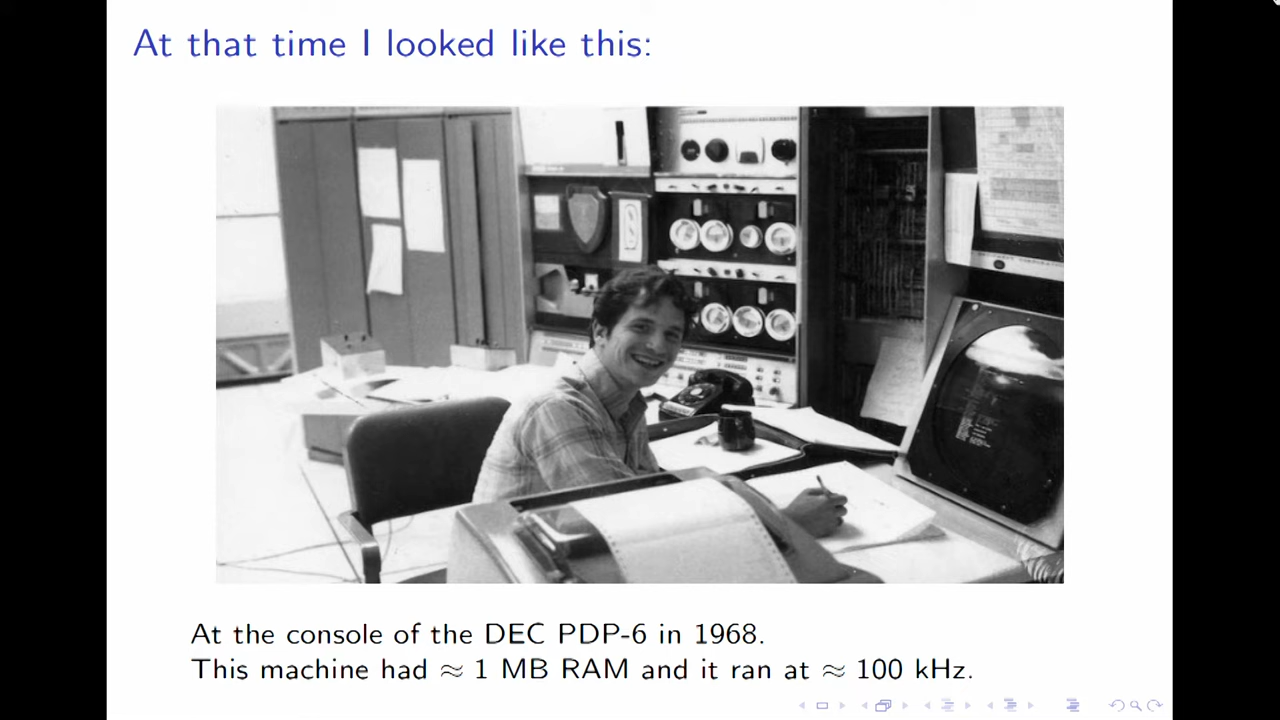 At that time I looked like this:
At the console of the DEC PDP-6 in 1968.
This machine had ≈ 1 MB RAM and it ran at ≈ 100 kHz.